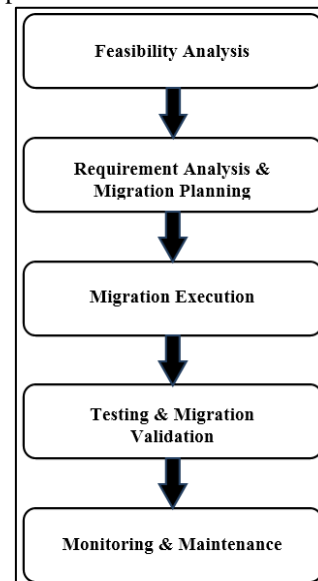 Feasibility Analysis
Requirement Analysis &
Migration Planning
Migration Execution
Testing & Migration
Validation
Monitoring & Maintenance